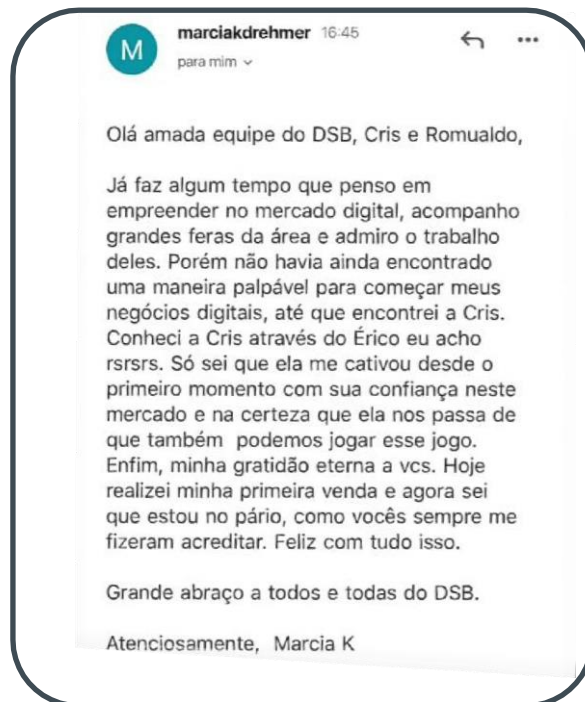 M
marciakdrehmer 16:45
para mim
Olá amada equipe do DSB, Cris e Romualdo,
Já faz algum tempo que penso em
empreender no mercado digital, acompanho
grandes feras da área e admiro o trabalho
deles. Porém não havia ainda encontrado
uma maneira palpável para começar meus
negócios digitais, até que encontrei a Cris.
Conheci a Cris através do Érico eu acho
rsrsrs. Só sei que ela me cativou desde o
primeiro momento com sua confiança neste
mercado e na certeza que ela nos passa de
que também podemos jogar esse jogo.
Enfim, minha gratidão eterna a vcs. Hoje
realizei minha primeira venda e agora sei
que estou no pário, como vocês sempre me
fizeram acreditar. Feliz com tudo isso.
Grande abraço a todos e todas do DSB.
Atenciosamente, Marcia K